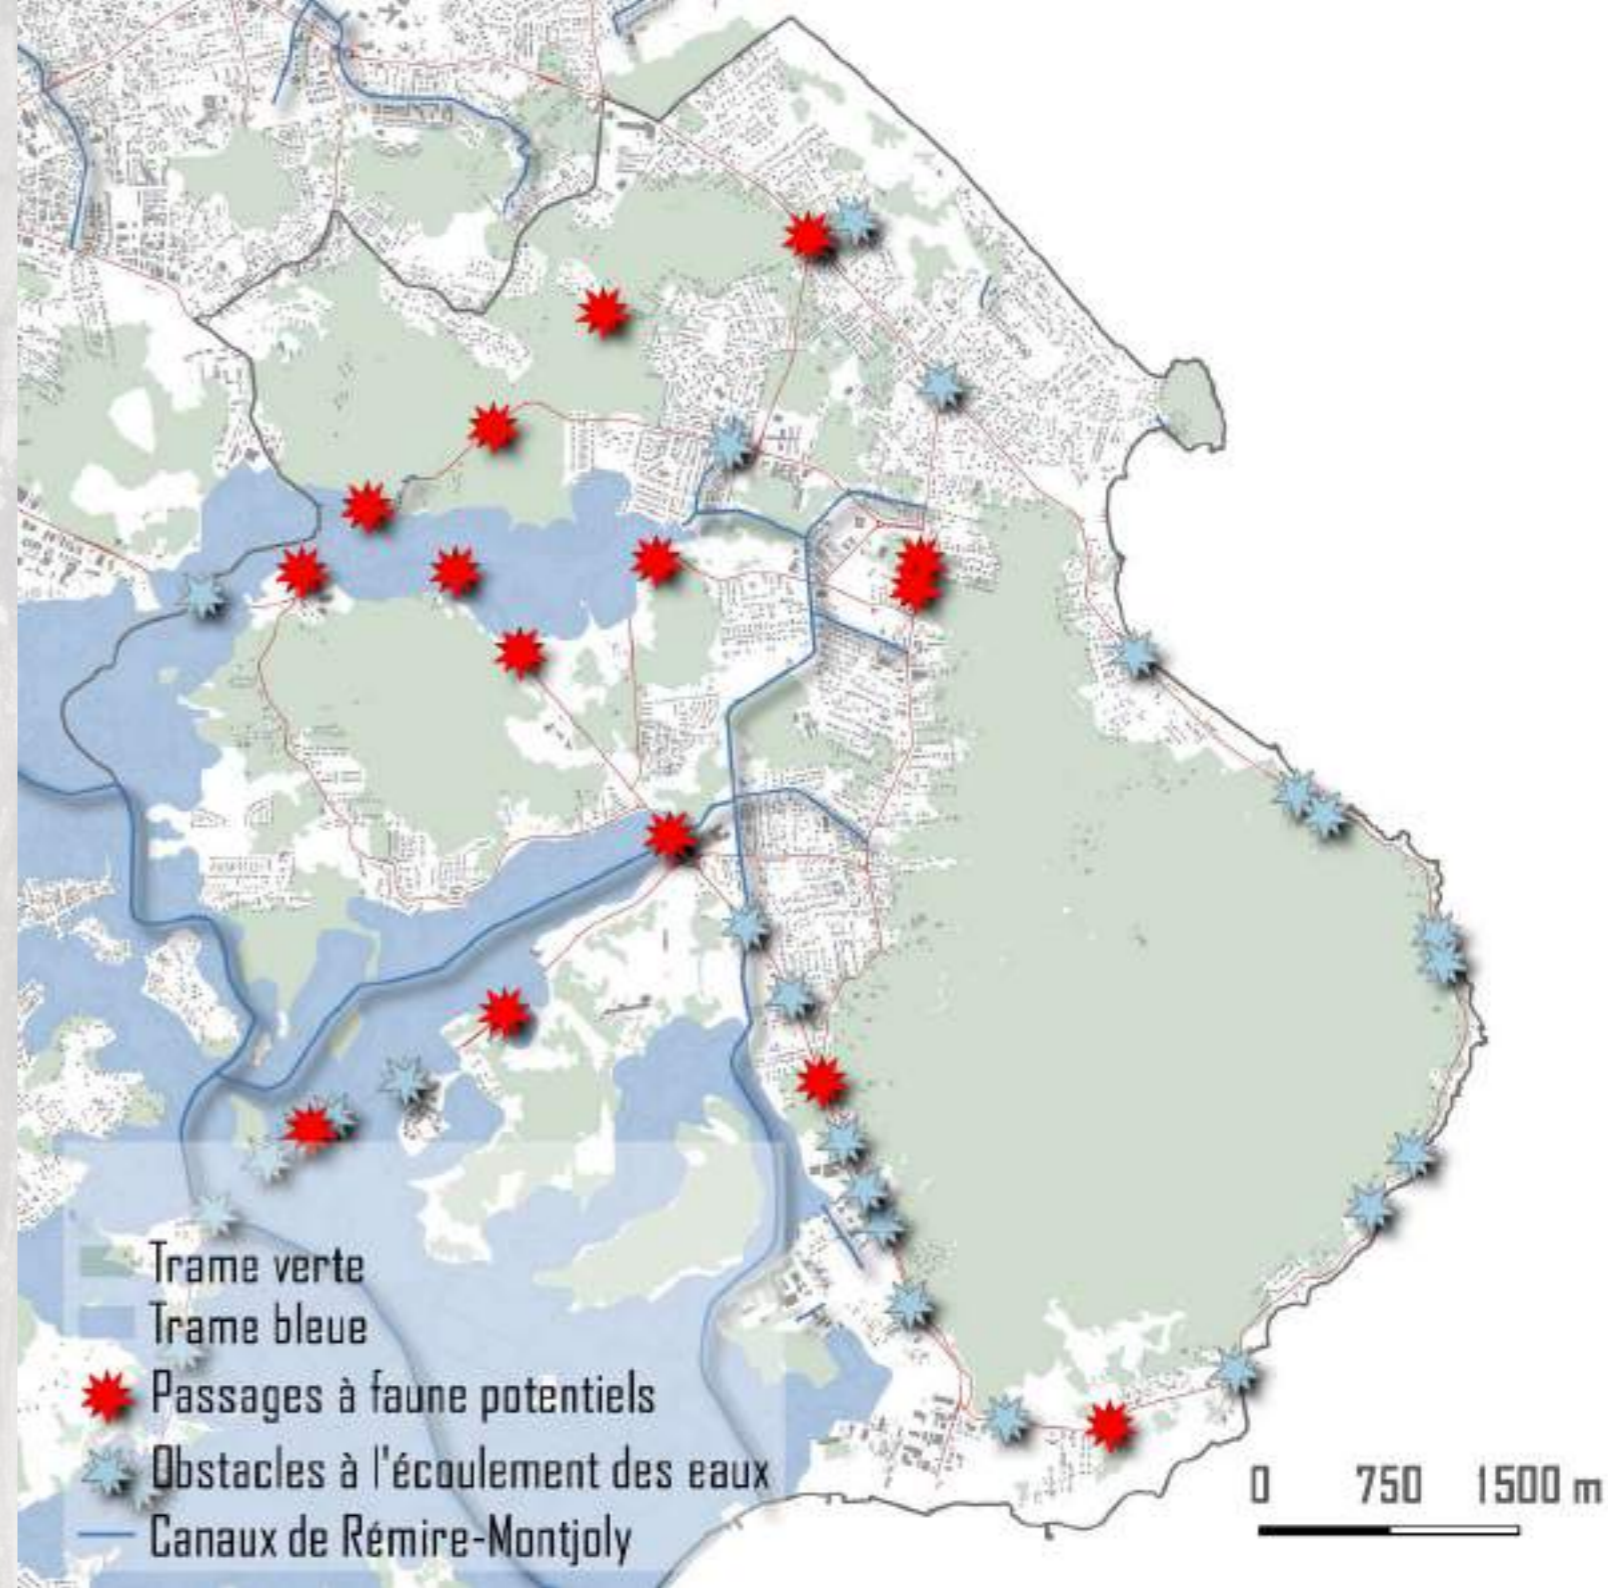 Trame verte
Trame bleue
Passages à faune potentiels
Obstacles à l'écoulement des eaux
Canaux de Rémire-Montjoly
0 750 1500 m